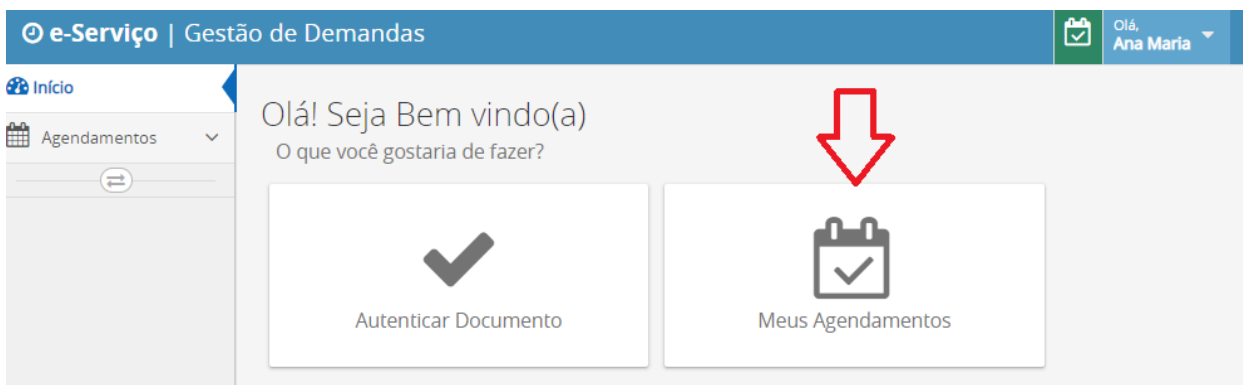 e-Serviço | Gestão de Demandas
Olá,
Ana Maria
Início
Agendamentos
Olá! Seja Bem vindo(a)
O que você gostaria de fazer?
Autenticar Documento
Meus Agendamentos